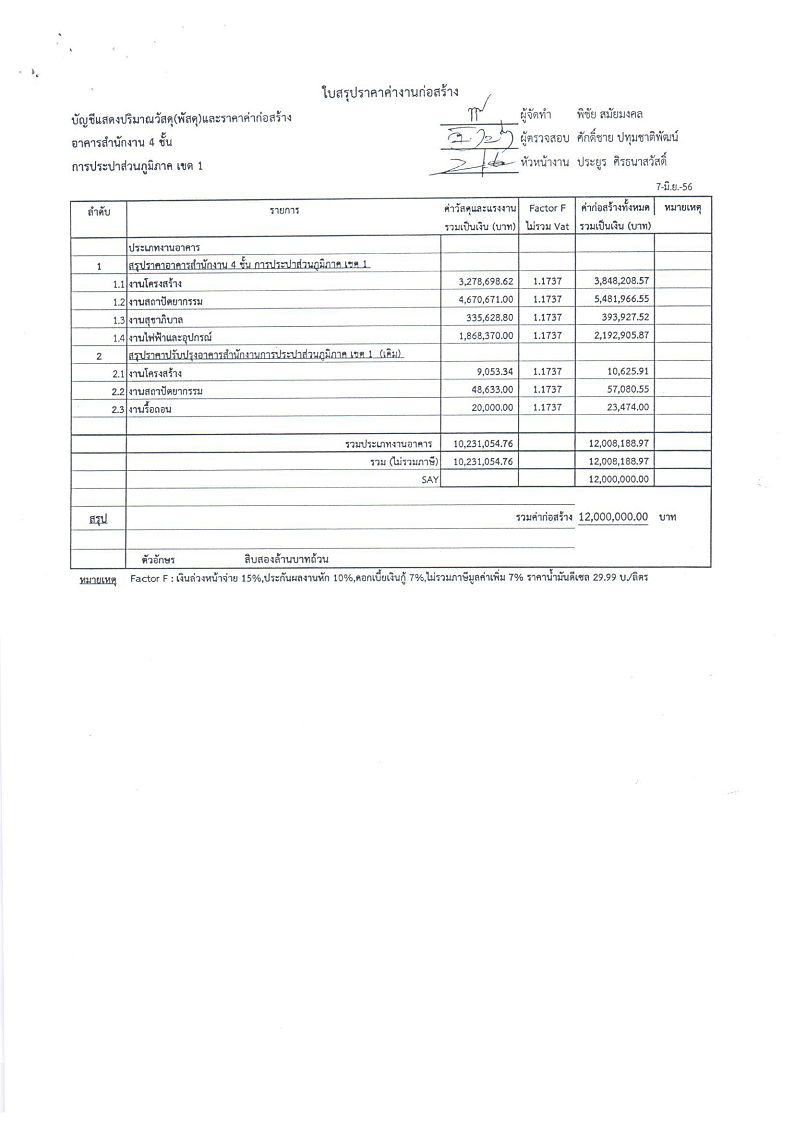 ใบสรุปราคาค่างานก่อสร้าง
บัญชีแสดงปริมาณวัสดุ(พัสดุ)และราคาค่าก่อสร้าง ผู้จัดทำ พิชัย สมัยมงคล
อาคารสำนักงาน 4 ชั้น ผู้ตรวจสอบ ศักดิ์ชาย ปทุมชาติพัฒน์
การประปาส่วนภูมิภาค เขต 1 หัวหน้างาน ประยูร ศิรธนาสวัสดิ์
7-มิ.ย.-56
ลำดับ รายการ ค่าวัสดุและแรงงาน Factor F ค่าก่อสร้างทั้งหมด หมายเหตุ
รวมเป็นเงิน (บาท) ไม่รวม Vat รวมเป็นเงิน (บาท)
ประเภทงานอาคาร
1 สรุปราคาอาคารสำนักงาน 4 ชั้น การประปาส่วนภูมิภาค เขต 1
1.1 งานโครงสร้าง 3,278,698.62 1.1737 3,848,208.57
1.2 งานสถาปัตยกรรม 4,670,671.00 1.1737 5,481,966.55
1.3 งานสุขาภิบาล 335,628.80 1.1737 393,927.52
1.4 งานไฟฟ้าและอุปกรณ์ 1,868,370.00 1.1737 2,192,905.87
2 สรุปราคาปรับปรุงอาคารสำนักงานการประปาส่วนภูมิภาค เขต 1 (เดิม)
2.1 งานโครงสร้าง 9,053.34 1.1737 10,625.91
2.2 งานสถาปัตยกรรม 48,633.00 1.1737 57,080.55
2.3 งานรื้อถอน 20,000.00 1.1737 23,474.00
รวมประเภทงานอาคาร 10,231,054.76 12,008,188.97
รวม (ไม่รวมภาษี) 10,231,054.76 12,008,188.97
SAY 12,000,000.00
สรุป รวมค่าก่อสร้าง 12,000,000.00 บาท
ตัวอักษร สิบสองล้านบาทถ้วน
หมายเหตุ Factor F : เงินล่วงหน้าจ่าย 15%,ประกันผลงานหัก 10%,ดอกเบี้ยเงินกู้ 7%,ไม่รวมภาษีมูลค่าเพิ่ม 7% ราคาน้ำมันดีเซล 29.99 บ./ลิตร